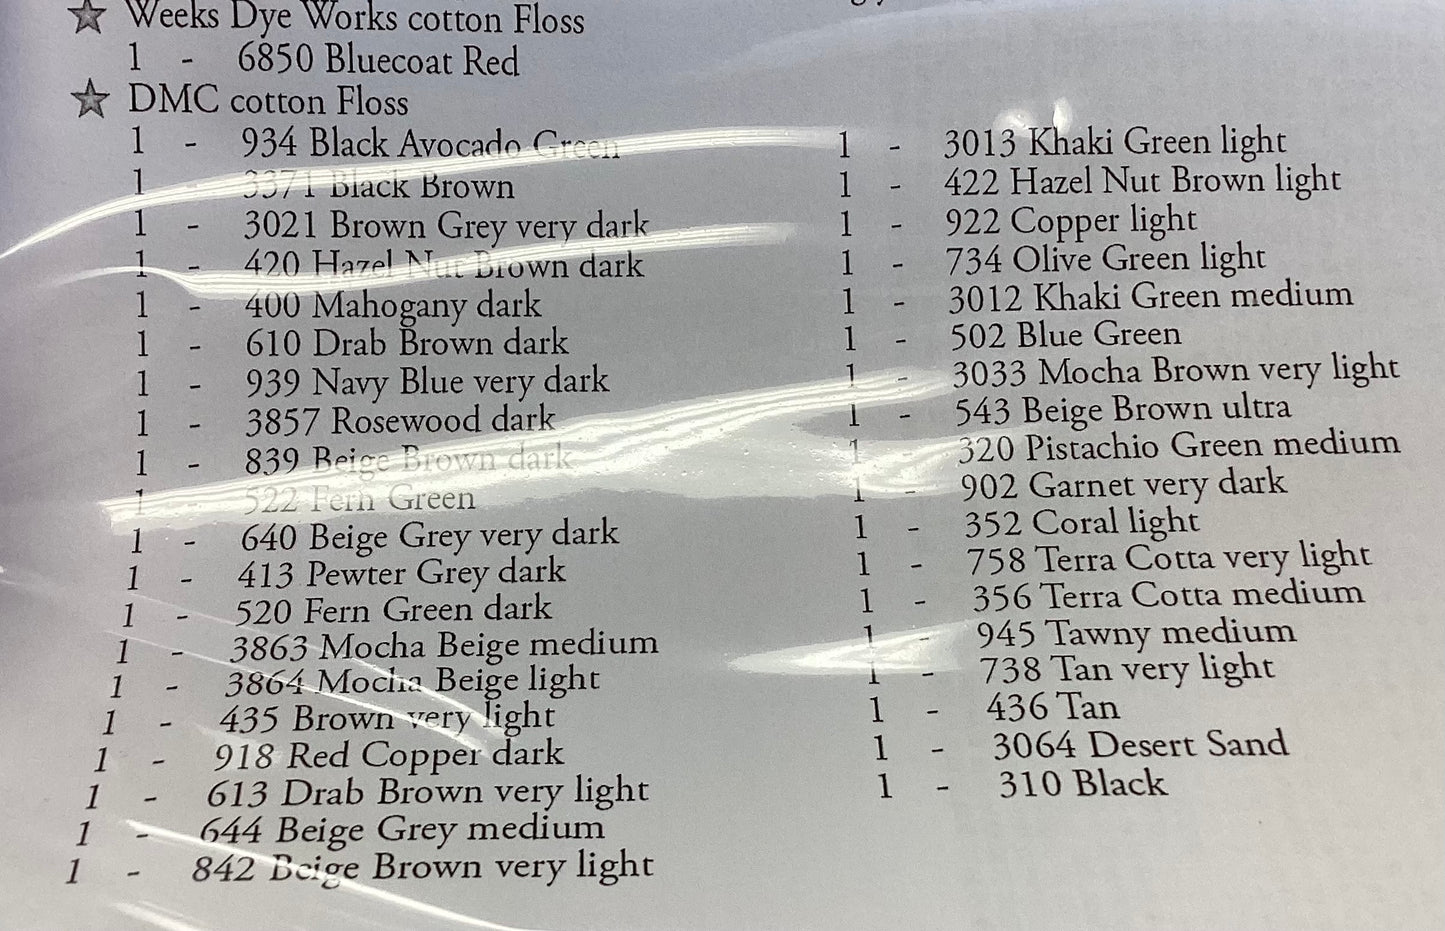 Weeks Dye Works cotton Floss
1 - 6850 Bluecoat Red
DMC cotton Floss
1 - 934 Black Avocado Green
1 3371 Black Brown
1 - 3021 Brown Grey very dark
1 - 420 Hazel Nut Brown dark
1 - 400 Mahogany dark
1 - 610 Drab Brown dark
1 - 939 Navy Blue very dark
1 - 3857 Rosewood dark
1 - 839 Beige Brown dark
1 - 522 Fern Green
1 - 640 Beige Grey very dark
1 - 413 Pewter Grey dark
1 - 520 Fern Green dark
1 - 3863 Mocha Beige medium
1 - 3864 Mocha Beige light
1 - 435 Brown very light
1 - 918 Red Copper dark
1 - 613 Drab Brown very light
1 - 644 Beige Grey medium
1 - 842 Beige Brown very light
1 - 3013 Khaki Green light
1 - 422 Hazel Nut Brown light
1 - 922 Copper light
1 - 734 Olive Green light
1 - 3012 Khaki Green medium
1 - 502 Blue Green
1 - 3033 Mocha Brown very light
1 - 543 Beige Brown ultra
1 - 320 Pistachio Green medium
1 - 902 Garnet very dark
1 - 352 Coral light
1 - 758 Terra Cotta very light
1 - 356 Terra Cotta medium
1 - 945 Tawny medium
1 - 738 Tan very light
1 - 436 Tan
1 - 3064 Desert Sand
1 - 310 Black